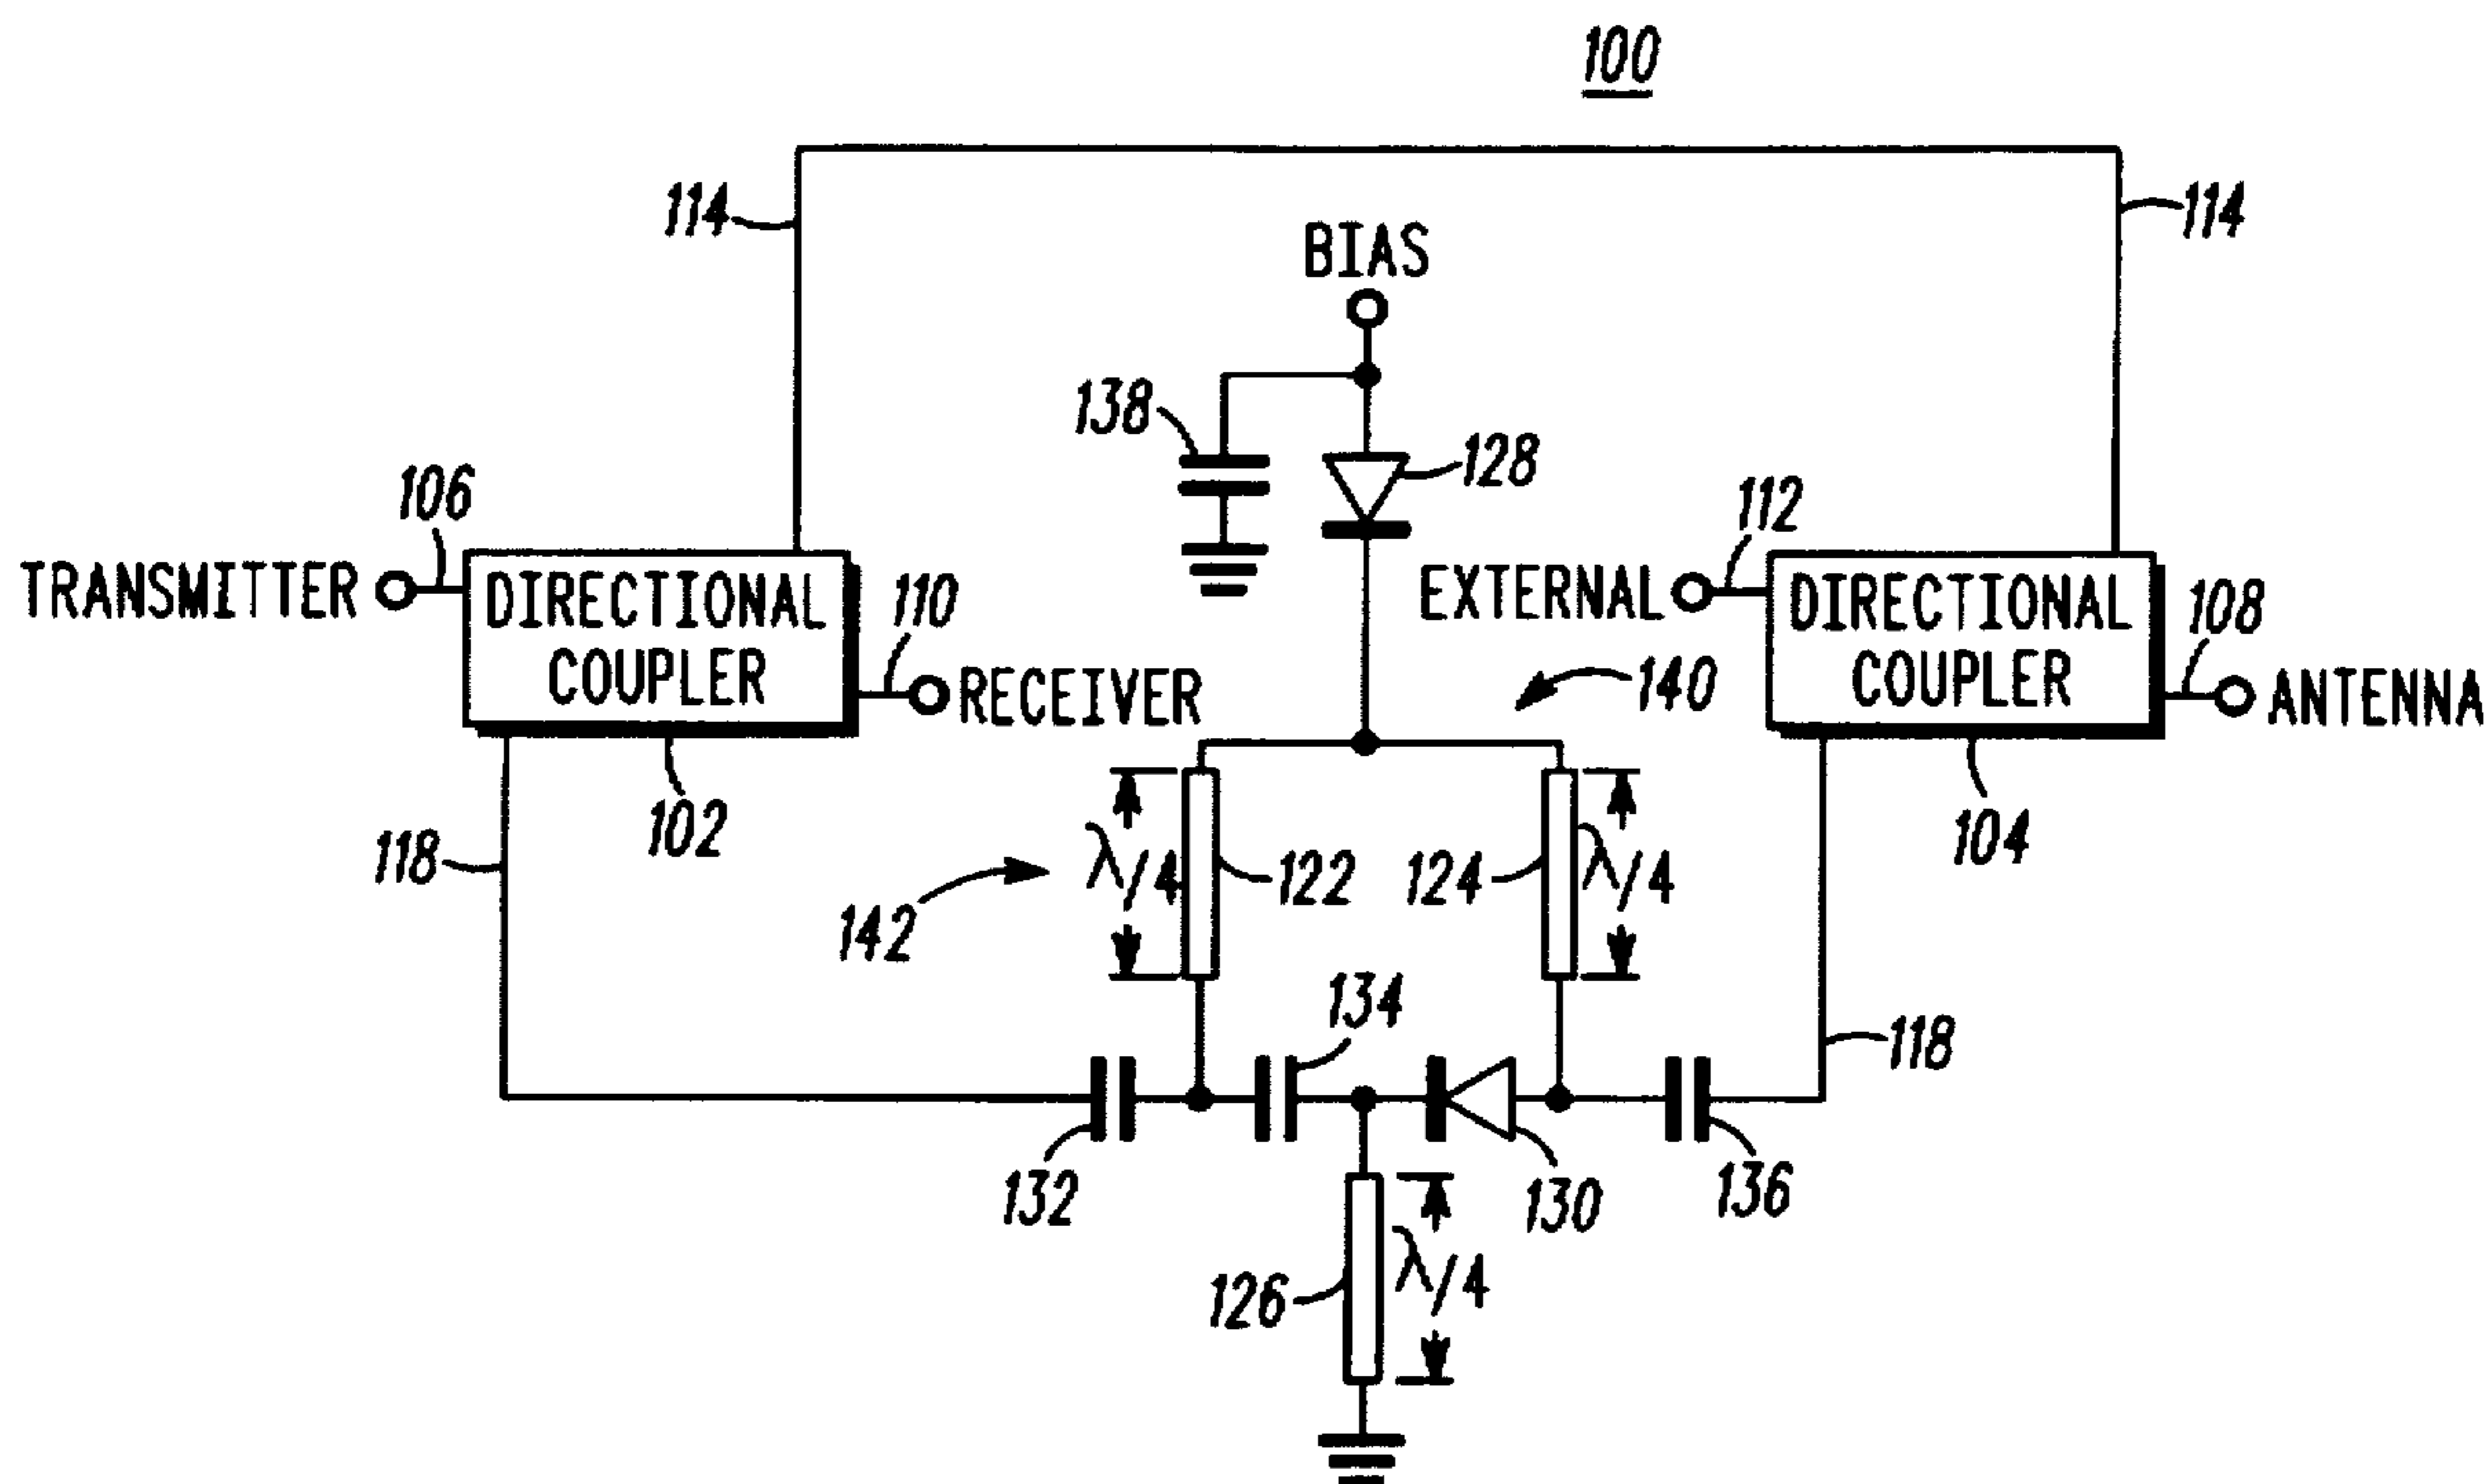 100
114
114
BIAS
138
128
106
112
TRANSMITTER
DIRECTIONAL
COUPLER
110
RECEIVER
EXTERNAL
DIRECTIONAL
COUPLER
108
ANTENNA
140
102
104
118
λ/4
122
124
λ/4
142
134
118
132
130
136
126
λ/4